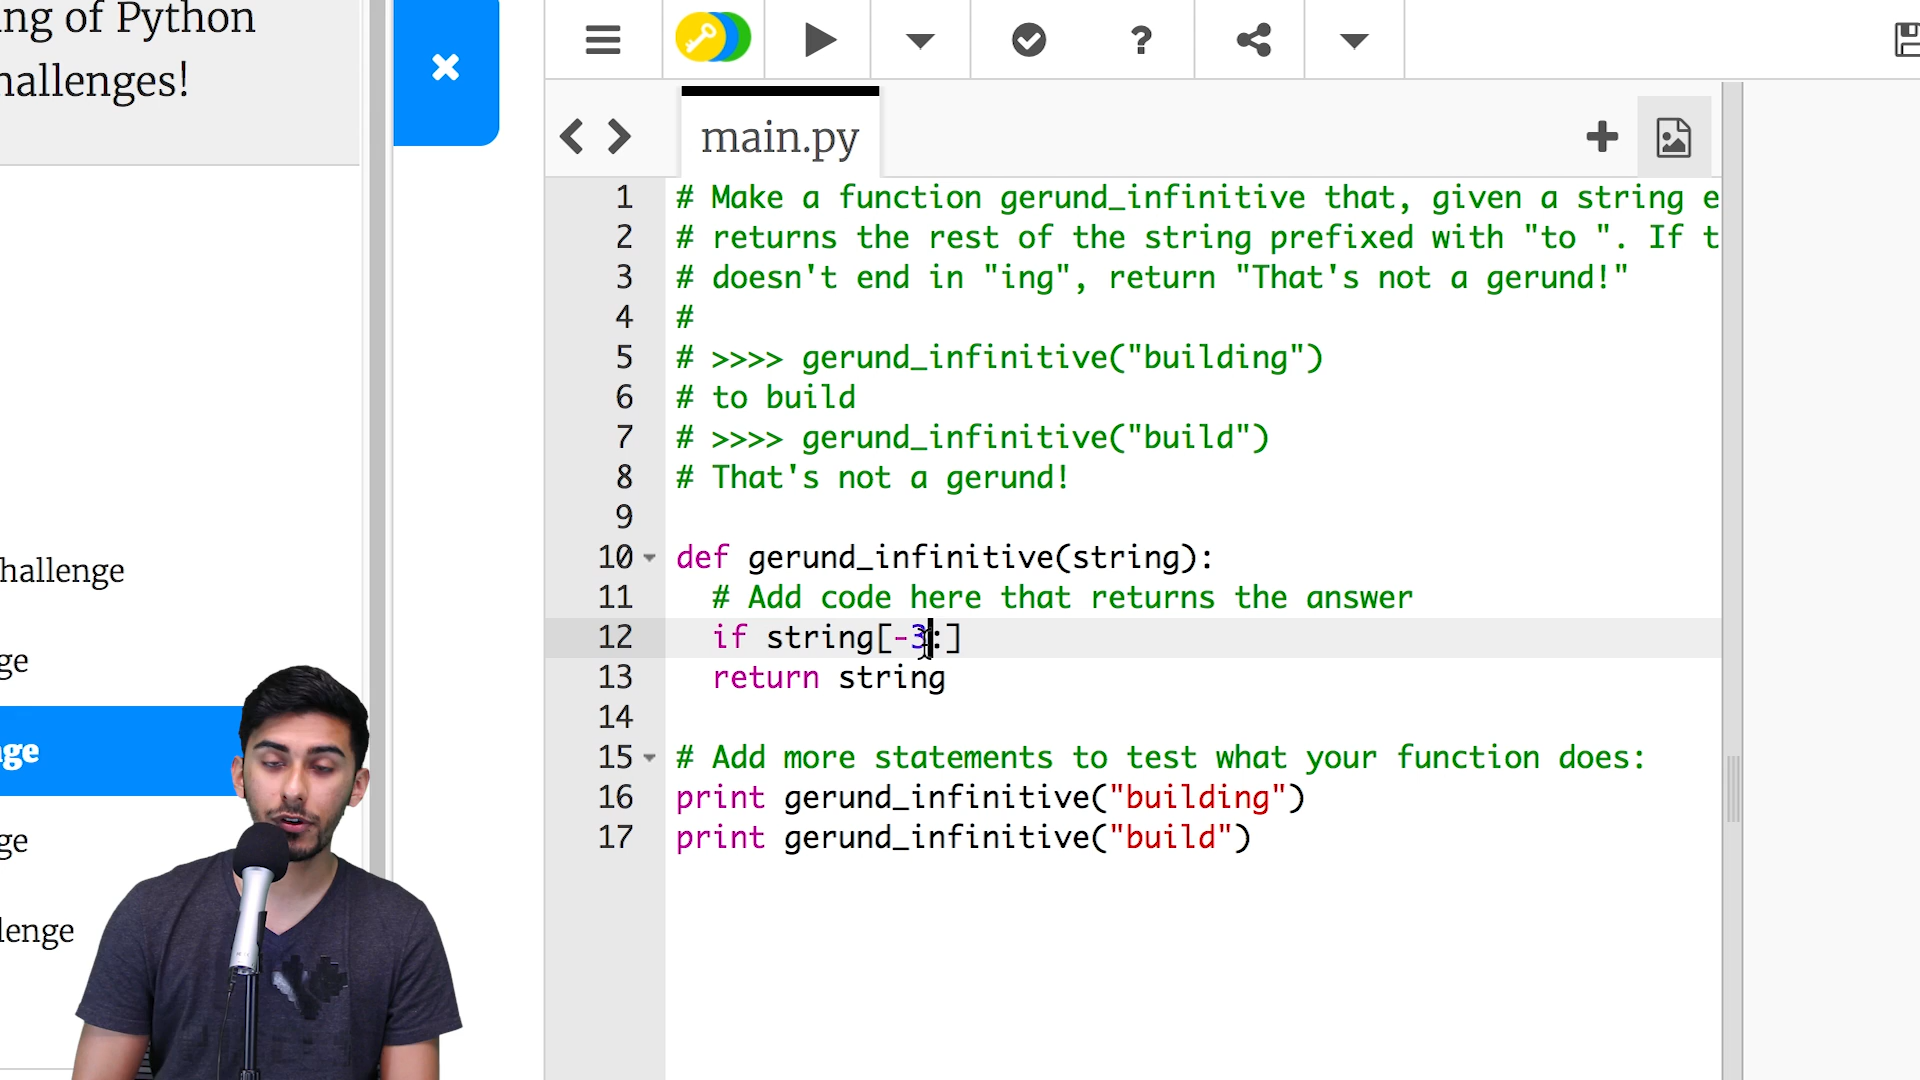 ng of Python
hallenges!
hallenge
ge
ge
ge
lenge
main.py
1 # Make a function gerund_infinitive that, given a string e
2 # returns the rest of the string prefixed with "to ". If t
3 # doesn't end in "ing", return "That's not a gerund!"
4 #
5 # >>>> gerund_infinitive("building")
6 # to build
7 # >>>> gerund_infinitive("build")
8 # That's not a gerund!
9
10 def gerund_infinitive(string):
11 # Add code here that returns the answer
12 if string[-3:]
13 return string
14
15 # Add more statements to test what your function does:
16 print gerund_infinitive("building")
17 print gerund_infinitive("build")